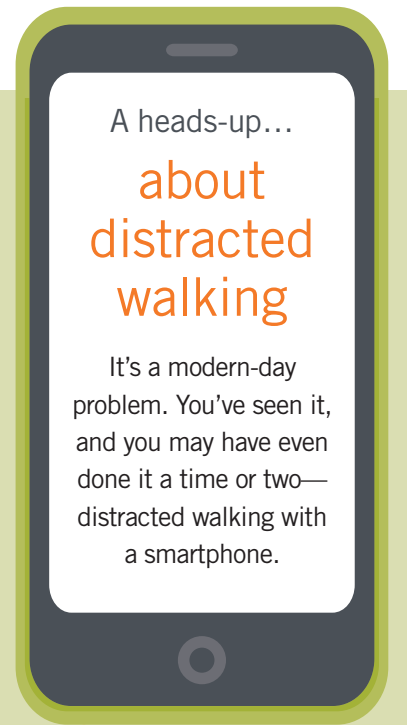 A heads-up...
about
distracted
walking
It’s a modern-day
problem. You’ve seen it,
and you may have even
done it a time or two—
distracted walking with
a smartphone.